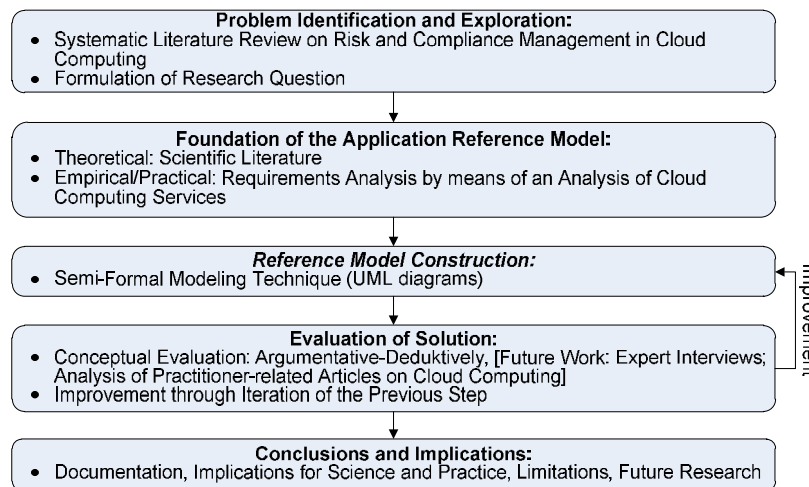 Problem Identification and Exploration:
• Systematic Literature Review on Risk and Compliance Management in Cloud
Computing
• Formulation of Research Question
Foundation of the Application Reference Model:
• Theoretical: Scientific Literature
• Empirical/Practical: Requirements Analysis by means of an Analysis of Cloud
Computing Services
Reference Model Construction:
• Semi-Formal Modeling Technique (UML diagrams)
Improvement
Evaluation of Solution:
• Conceptual Evaluation: Argumentative-Deduktively, [Future Work: Expert Interviews;
Analysis of Practitioner-related Articles on Cloud Computing]
• Improvement through Iteration of the Previous Step
Conclusions and Implications:
• Documentation, Implications for Science and Practice, Limitations, Future Research